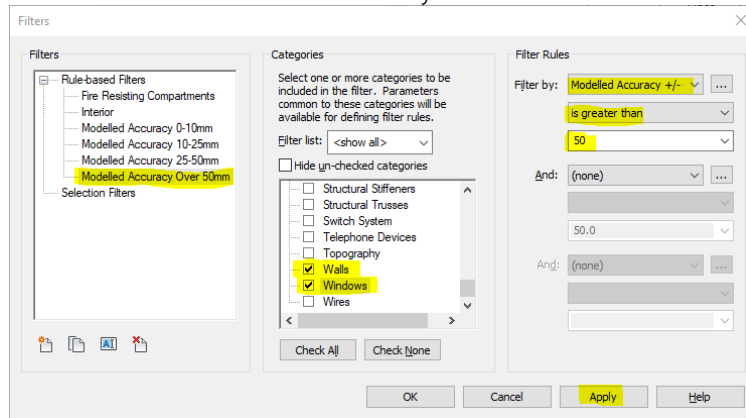 Filters
Filters
Rule-based Filters
Fire Resisting Compartments
Interior
Modelled Accuracy 0-10mm
Modelled Accuracy 10-25mm
Modelled Accuracy 25-50mm
Modelled Accuracy Over 50mm
Selection Filters
Categories
Select one or more categories to be
included in the filter. Parameters
common to these categories will be
available for defining filter rules.
Filter list: <show all>
Hide un-checked categories
Structural Stiffeners
Structural Trusses
Switch System
Telephone Devices
Topography
Walls
Windows
Wires
Check All Check None
Filter Rules
Filter by: Modelled Accuracy +/- ...
is greater than
50
And: (none) ...
50.0
And: (none) ...
OK Cancel Apply Help